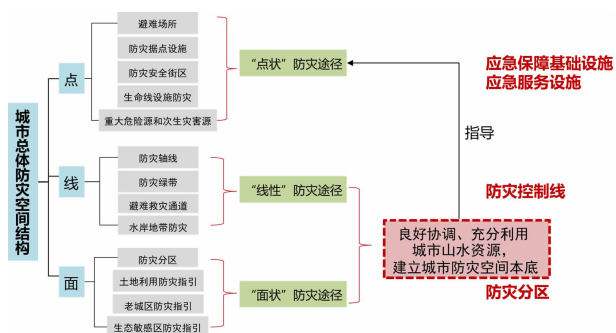 城市总体防灾空间结构
点
避难场所
防灾据点设施
防灾安全街区
生命线设施防灾
重大危险源和次生灾害源
“点状”防灾途径
应急保障基础设施
应急服务设施
指导
线
防灾轴线
防灾绿带
避难救灾通道
水岸地带防灾
“线性”防灾途径
防灾控制线
良好协调、充分利用
城市山水资源，
建立城市防灾空间本底
防灾分区
面
防灾分区
土地利用防灾指引
老城区防灾指引
生态敏感区防灾指引
“面状”防灾途径